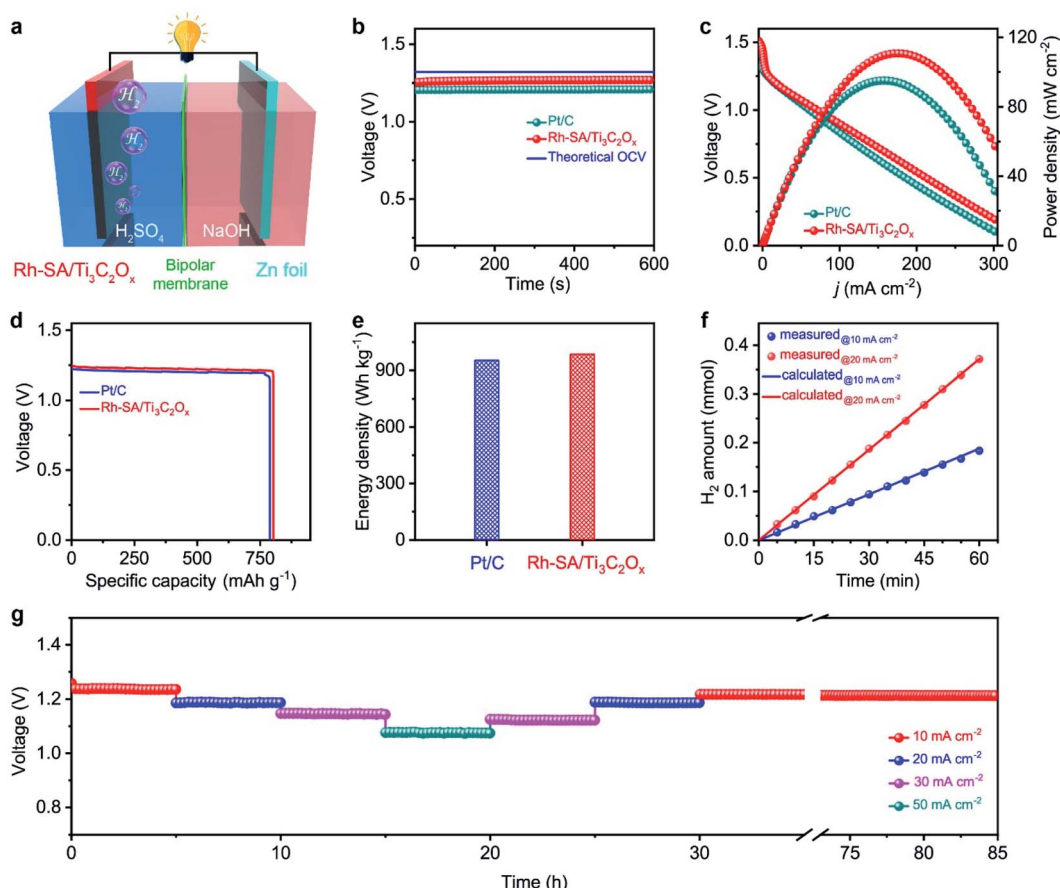 a
H₂
H₂
H₂
H₂
H₂SO₄ NaOH
Rh-SA/Ti₃C₂Oₓ
Bipolar
membrane
Zn foil
b
Voltage (V)
1.5
1.0
0.5
Pt/C
Rh-SA/Ti₃C₂Oₓ
Theoretical OCV
0 200 400 600
Time (s)
c
Voltage (V)
1.5
1.2
0.9
0.6
0.3
0.0
Pt/C
Rh-SA/Ti₃C₂Oₓ
120
80
40
0
Power density (mW cm⁻²)
0 100 200 300
j (mA cm⁻²)
d
Voltage (V)
1.5
1.0
0.5
0.0
Pt/C
Rh-SA/Ti₃C₂Oₓ
0 250 500 750
Specific capacity (mAh g⁻¹)
e
Energy density (Wh kg⁻¹)
900
600
300
0
Pt/C Rh-SA/Ti₃C₂Oₓ
f
H₂ amount (mmol)
0.4
0.3
0.2
0.1
0.0
measured@10 mA cm⁻²
measured@20 mA cm⁻²
calculated@10 mA cm⁻²
calculated@20 mA cm⁻²
0 15 30 45 60
Time (min)
g
Voltage (V)
1.4
1.2
1.0
0.8
10 mA cm⁻²
20 mA cm⁻²
30 mA cm⁻²
50 mA cm⁻²
0 10 20 30 75 80 85
Time (h)